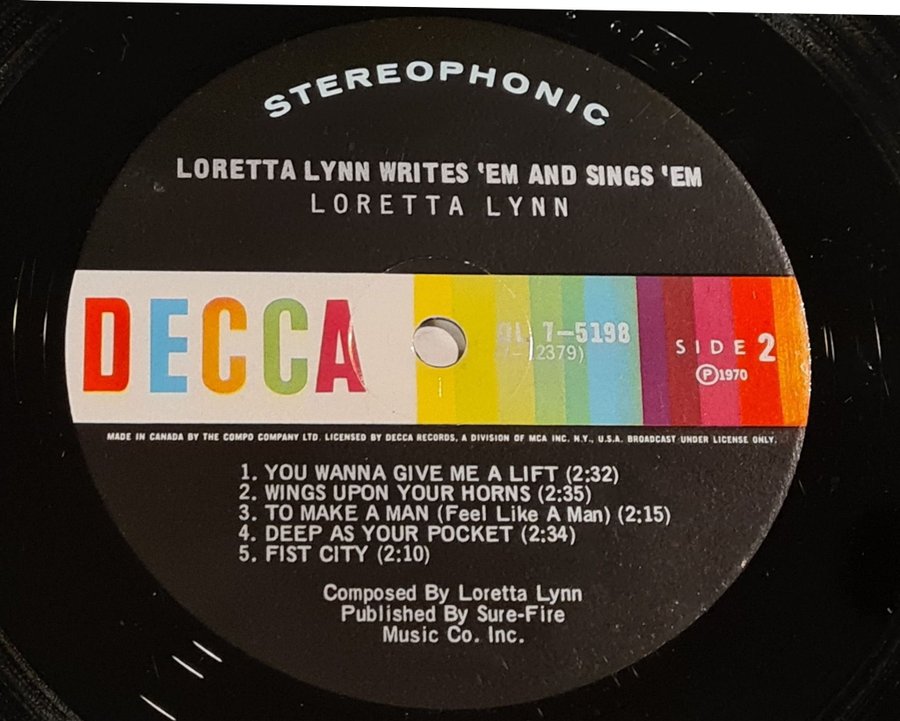 STEREOPHONIC
LORETTA LYNN WRITES 'EM AND SINGS 'EM
LORETTA LYNN
DECCA
7-5198
2379)
SIDE 2
Ⓟ1970
MADE IN CANADA BY THE COMPO COMPANY LTD. LICENSED BY DECCA RECORDS, A DIVISION OF MCA INC. N.Y., U.S.A. BROADCAST UNDER LICENSE ONLY.
1. YOU WANNA GIVE ME A LIFT (2:32)
2. WINGS UPON YOUR HORNS (2:35)
3. TO MAKE A MAN (Feel Like A Man) (2:15)
4. DEEP AS YOUR POCKET (2:34)
5. FIST CITY (2:10)
Composed By Loretta Lynn
Published By Sure-Fire
Music Co. Inc.